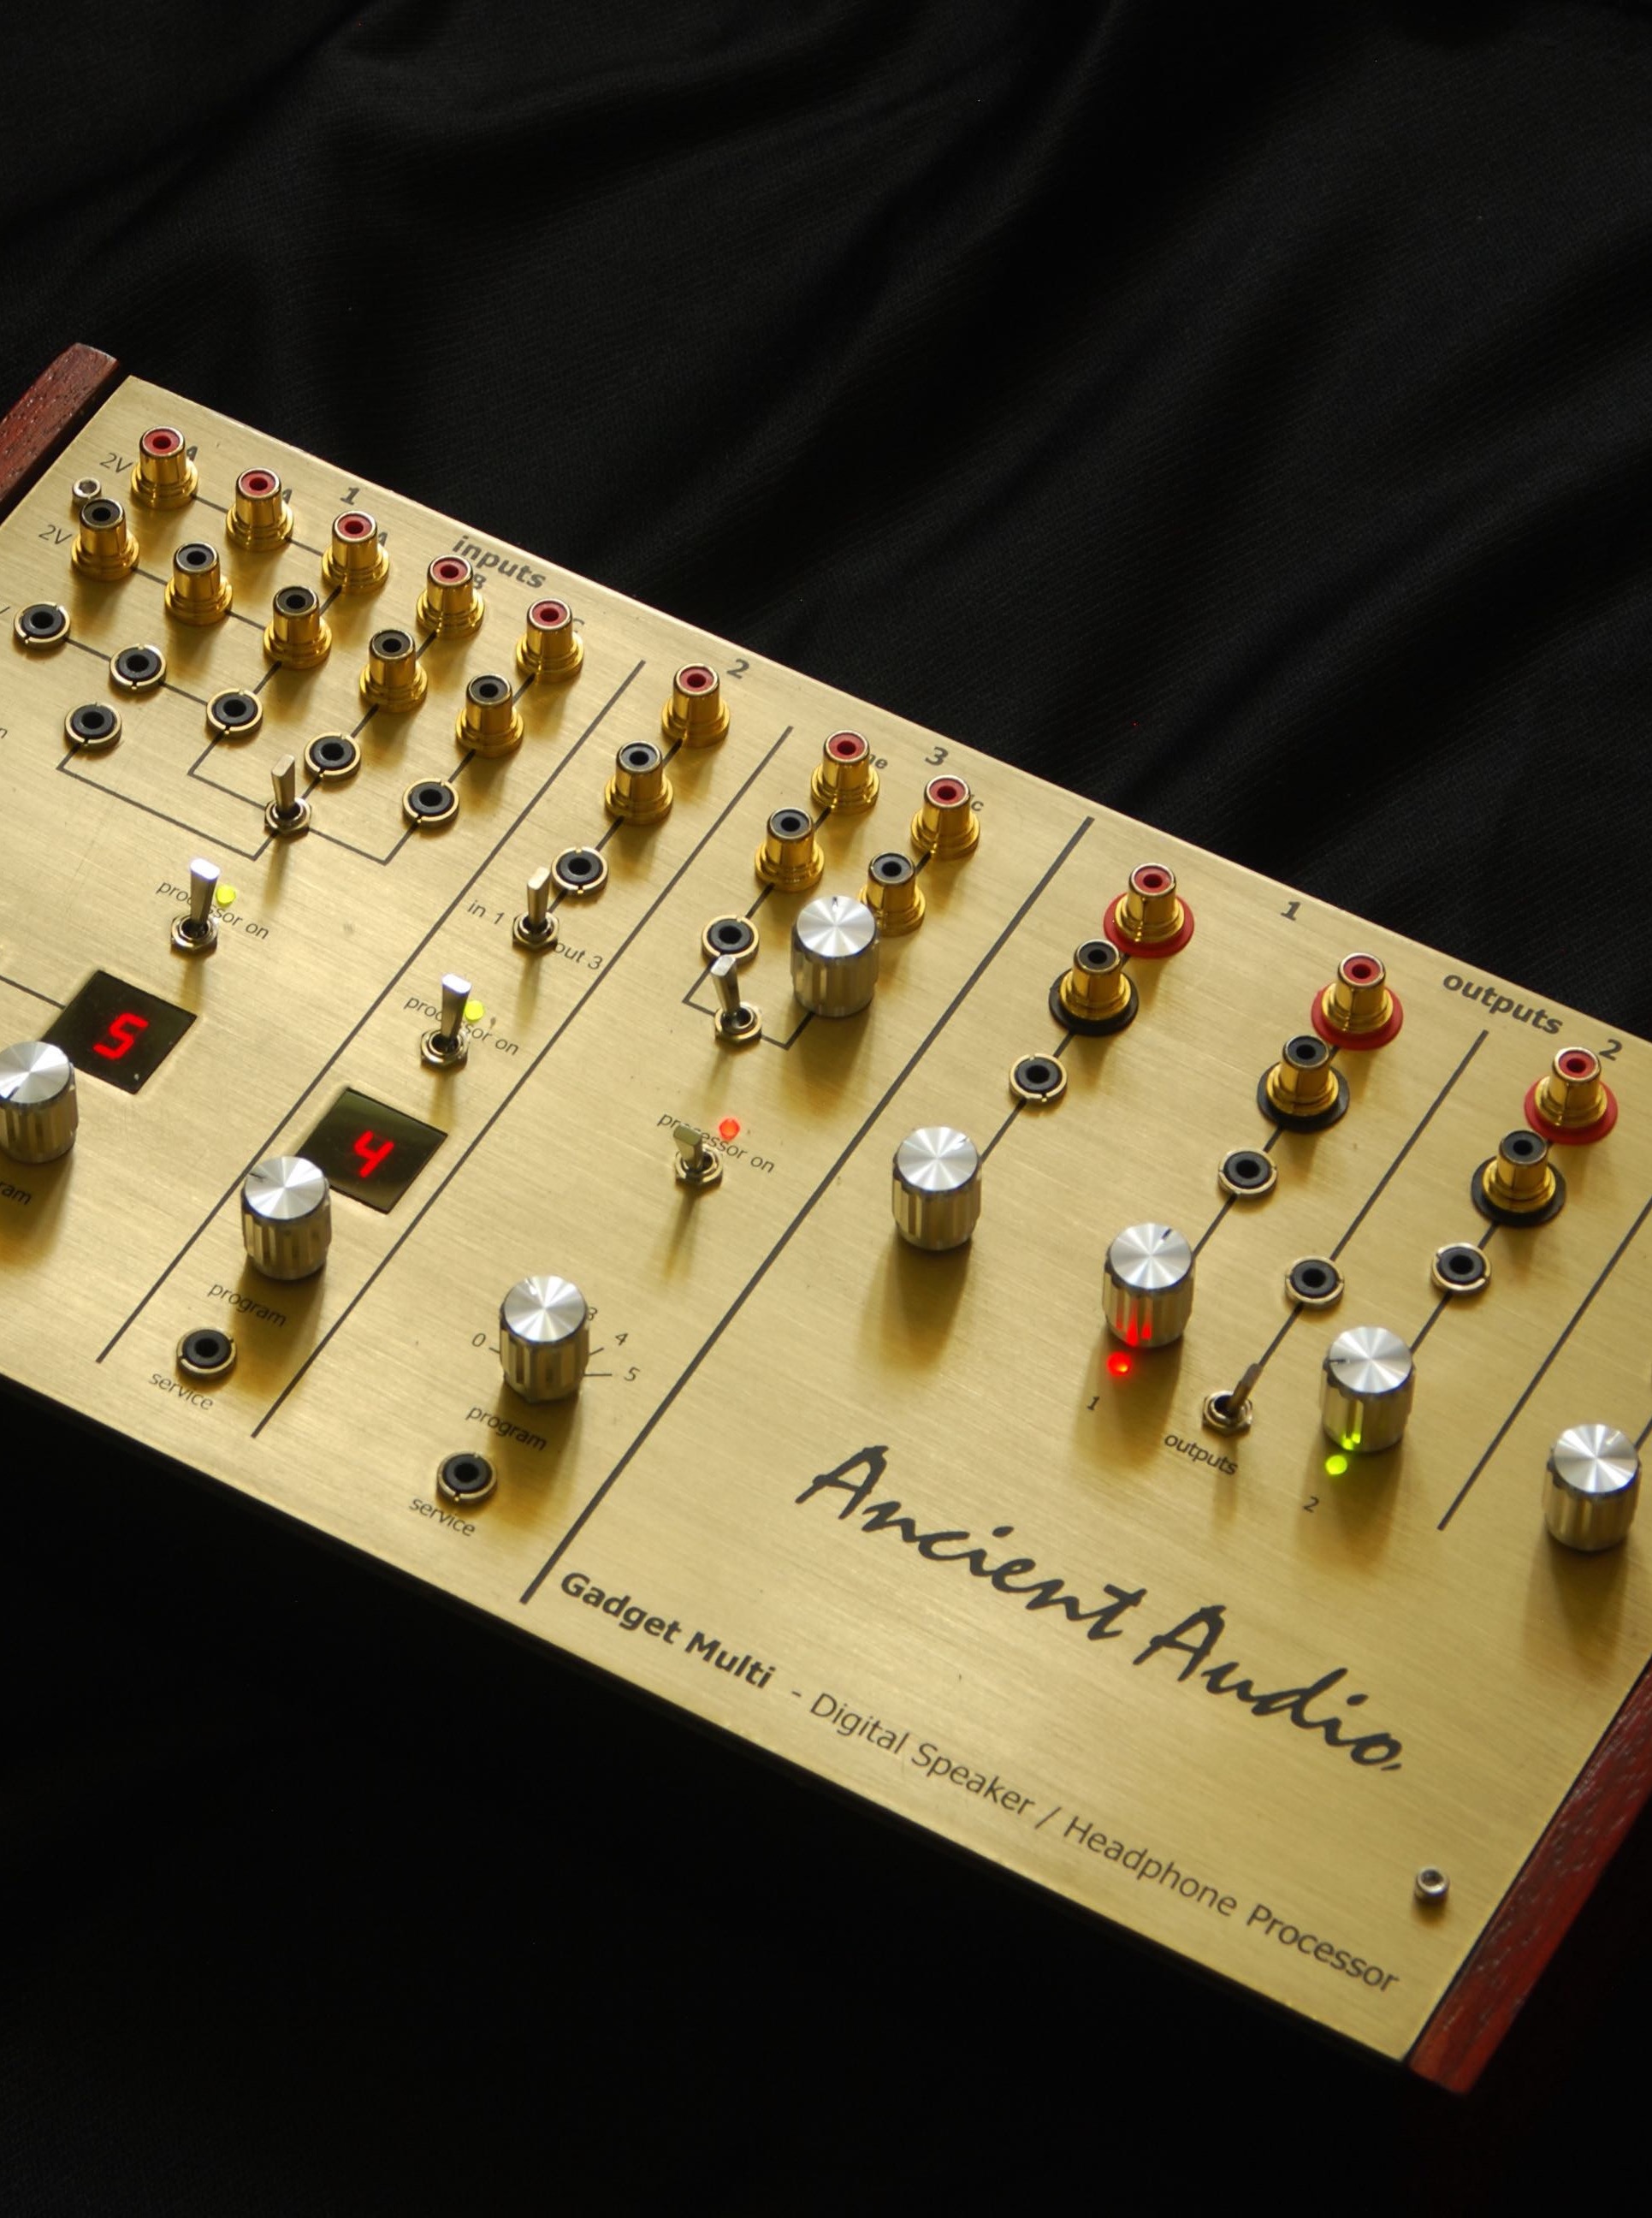 inputs
1
2
3
2V
2V
A
A
A
B
C
processor on
in 1
out 3
processor on
processor on
5
4
program
service
0
3
4
5
program
service
1
outputs
2
1
outputs
2
Ancient Audio
Gadget Multi - Digital Speaker / Headphone Processor